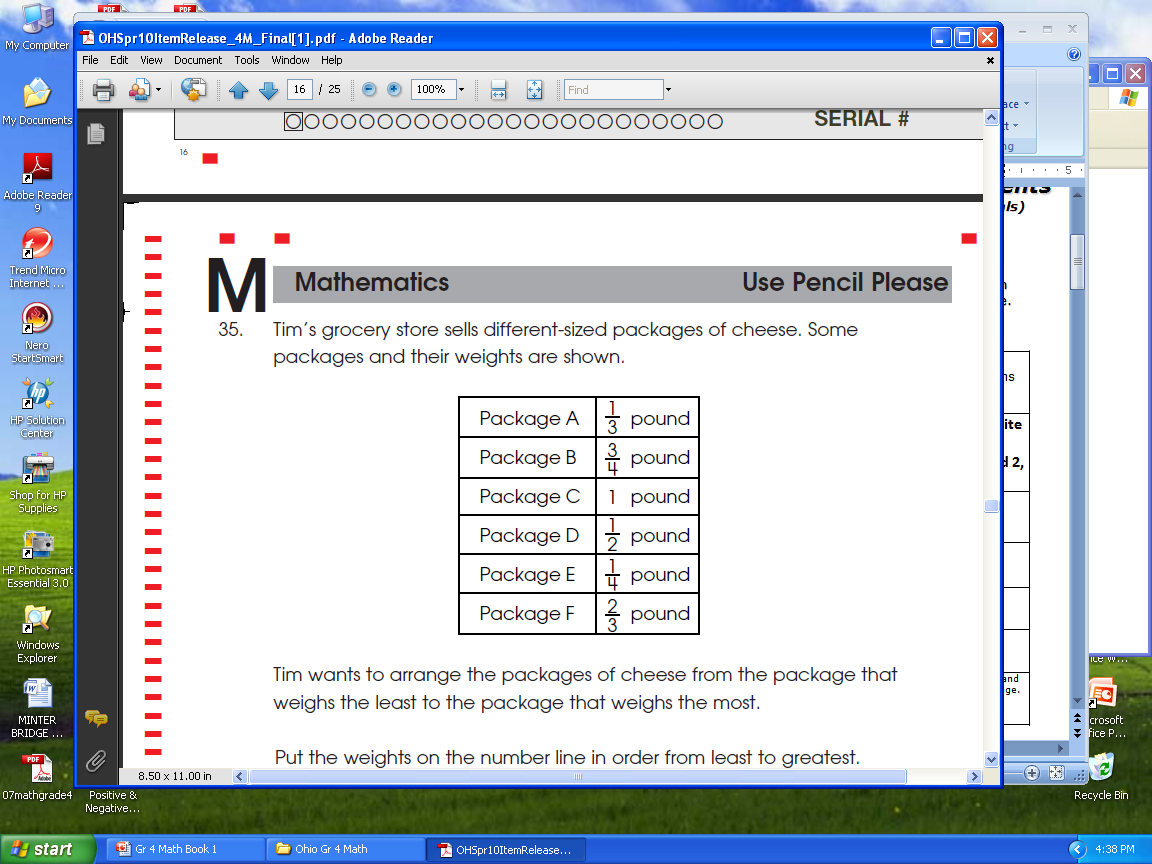 My Computer
My Documents
Adobe Reader
9
Trend Micro
Internet ...
Nero
StartSmart
HP Solution
Center
Shop for HP
Supplies
HP Photosmart
Essential 3.0
Windows
Explorer
MINTER
BRIDGE ...
07mathgrade4
Positive &
Negative...
PDF
PDF
OHSpr10ItemRelease_4M_Final[1].pdf - Adobe Reader
File Edit View Document Tools Window Help
16 / 25 100% Find
SERIAL #
16
M Mathematics Use Pencil Please
35. Tim's grocery store sells different-sized packages of cheese. Some
packages and their weights are shown.
Package A 1/3 pound
Package B 3/4 pound
Package C 1 pound
Package D 1/2 pound
Package E 1/4 pound
Package F 2/3 pound
Tim wants to arrange the packages of cheese from the package that
weighs the least to the package that weighs the most.
Put the weights on the number line in order from least to greatest.
8.50 x 11.00 in
5
Recycle Bin
start Gr 4 Math Book 1 Ohio Gr 4 Math OHSpr10ItemRelease... 4:38 PM